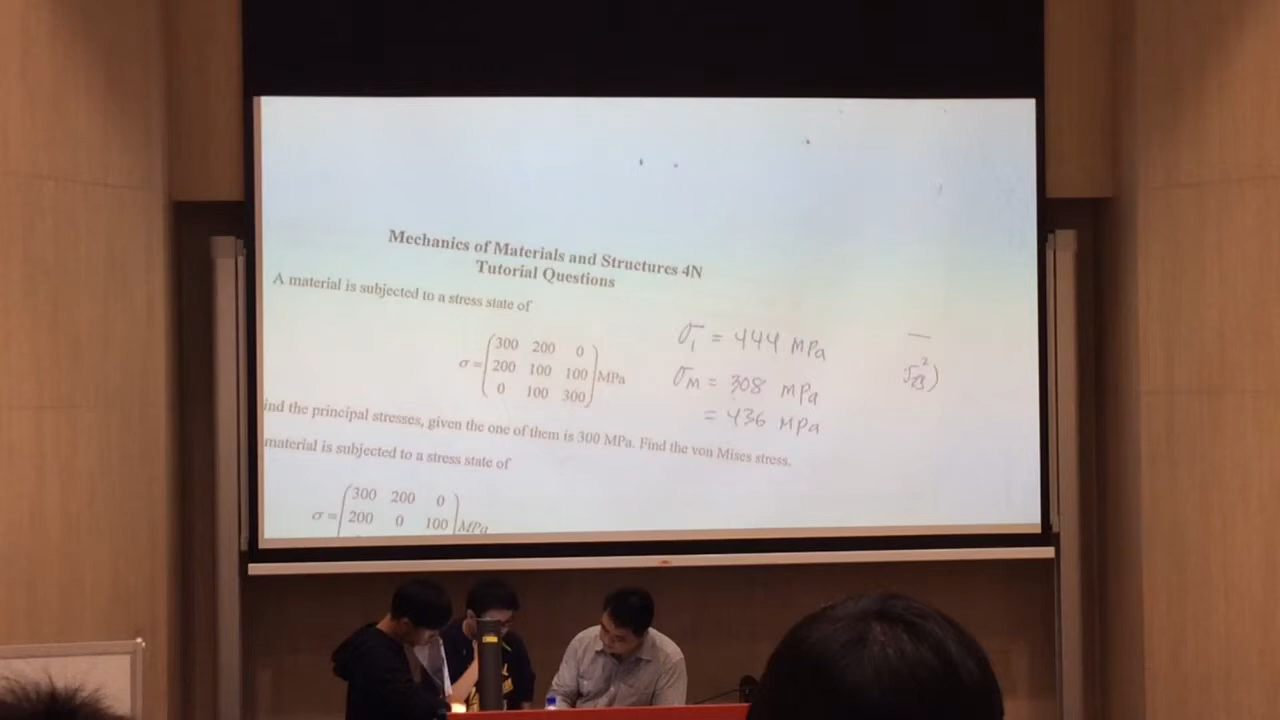 Mechanics of Materials and Structures 4N
Tutorial Questions
A material is subjected to a stress state of
σ = (300 200 0
200 100 100
0 100 300) MPa
σ₁ = 444 MPa
σM = 308 MPa
= 436 MPa
ind the principal stresses, given the one of them is 300 MPa. Find the von Mises stress.
material is subjected to a stress state of
σ = (300 200 0
200 0 100 MPa